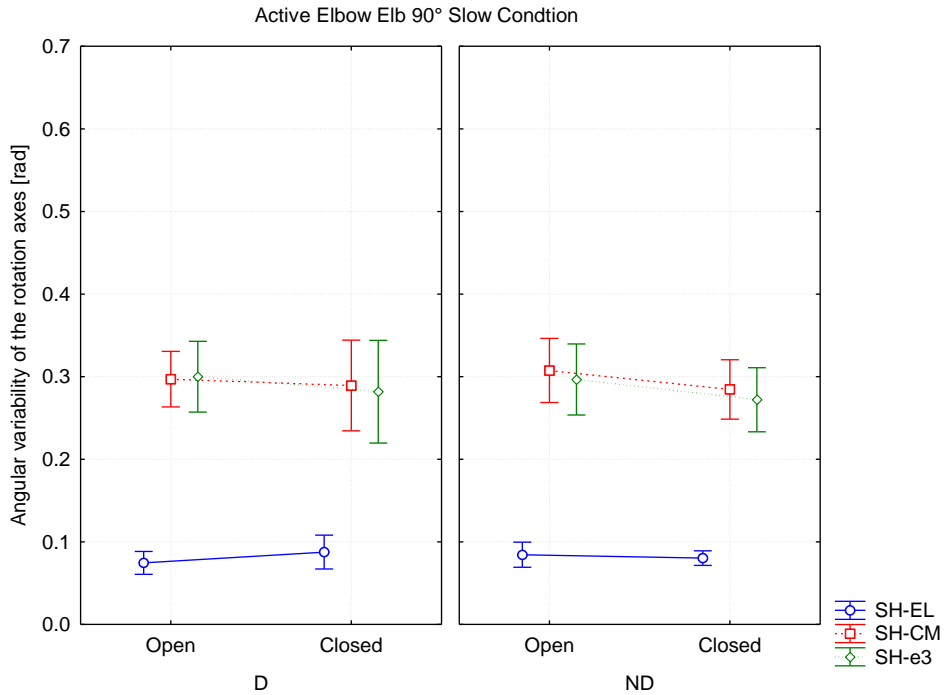 Active Elbow Elb 90° Slow Condtion
Angular variability of the rotation axes [rad]
0.7
0.6
0.5
0.4
0.3
0.2
0.1
0.0
Open Closed Open Closed
D ND
SH-EL
SH-CM
SH-e3